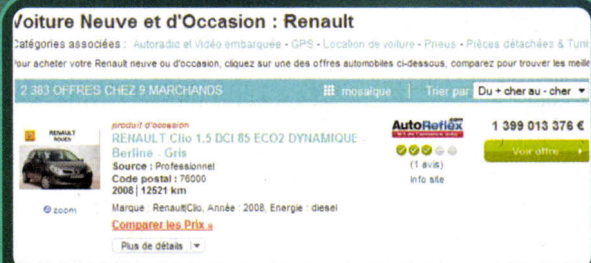 Voiture Neuve et d'Occasion : Renault
Catégories associées : Autoradio et Vidéo embarquée - GPS - Location de voiture - Pneus - Pièces détachées & Tuni
Pour acheter votre Renault neuve ou d'occasion, cliquez sur une des offres automobiles ci-dessous, comparez pour trouver les meille
2 383 OFFRES CHEZ 9 MARCHANDS mosaïque Trier par Du + cher au - cher
RENAULT ROUEN
produit d'occasion
RENAULT Clio 1.5 DCI 85 ECO2 DYNAMIQUE -
Berline - Gris
Source : Professionnel
Code postal : 76000
2008 | 12521 km
Marque : Renault|Clio, Année : 2008, Energie : diesel
zoom
Comparer les Prix »
Plus de détails
AutoReflex.com
(1 avis)
Info site
1 399 013 376 €
Voir offre